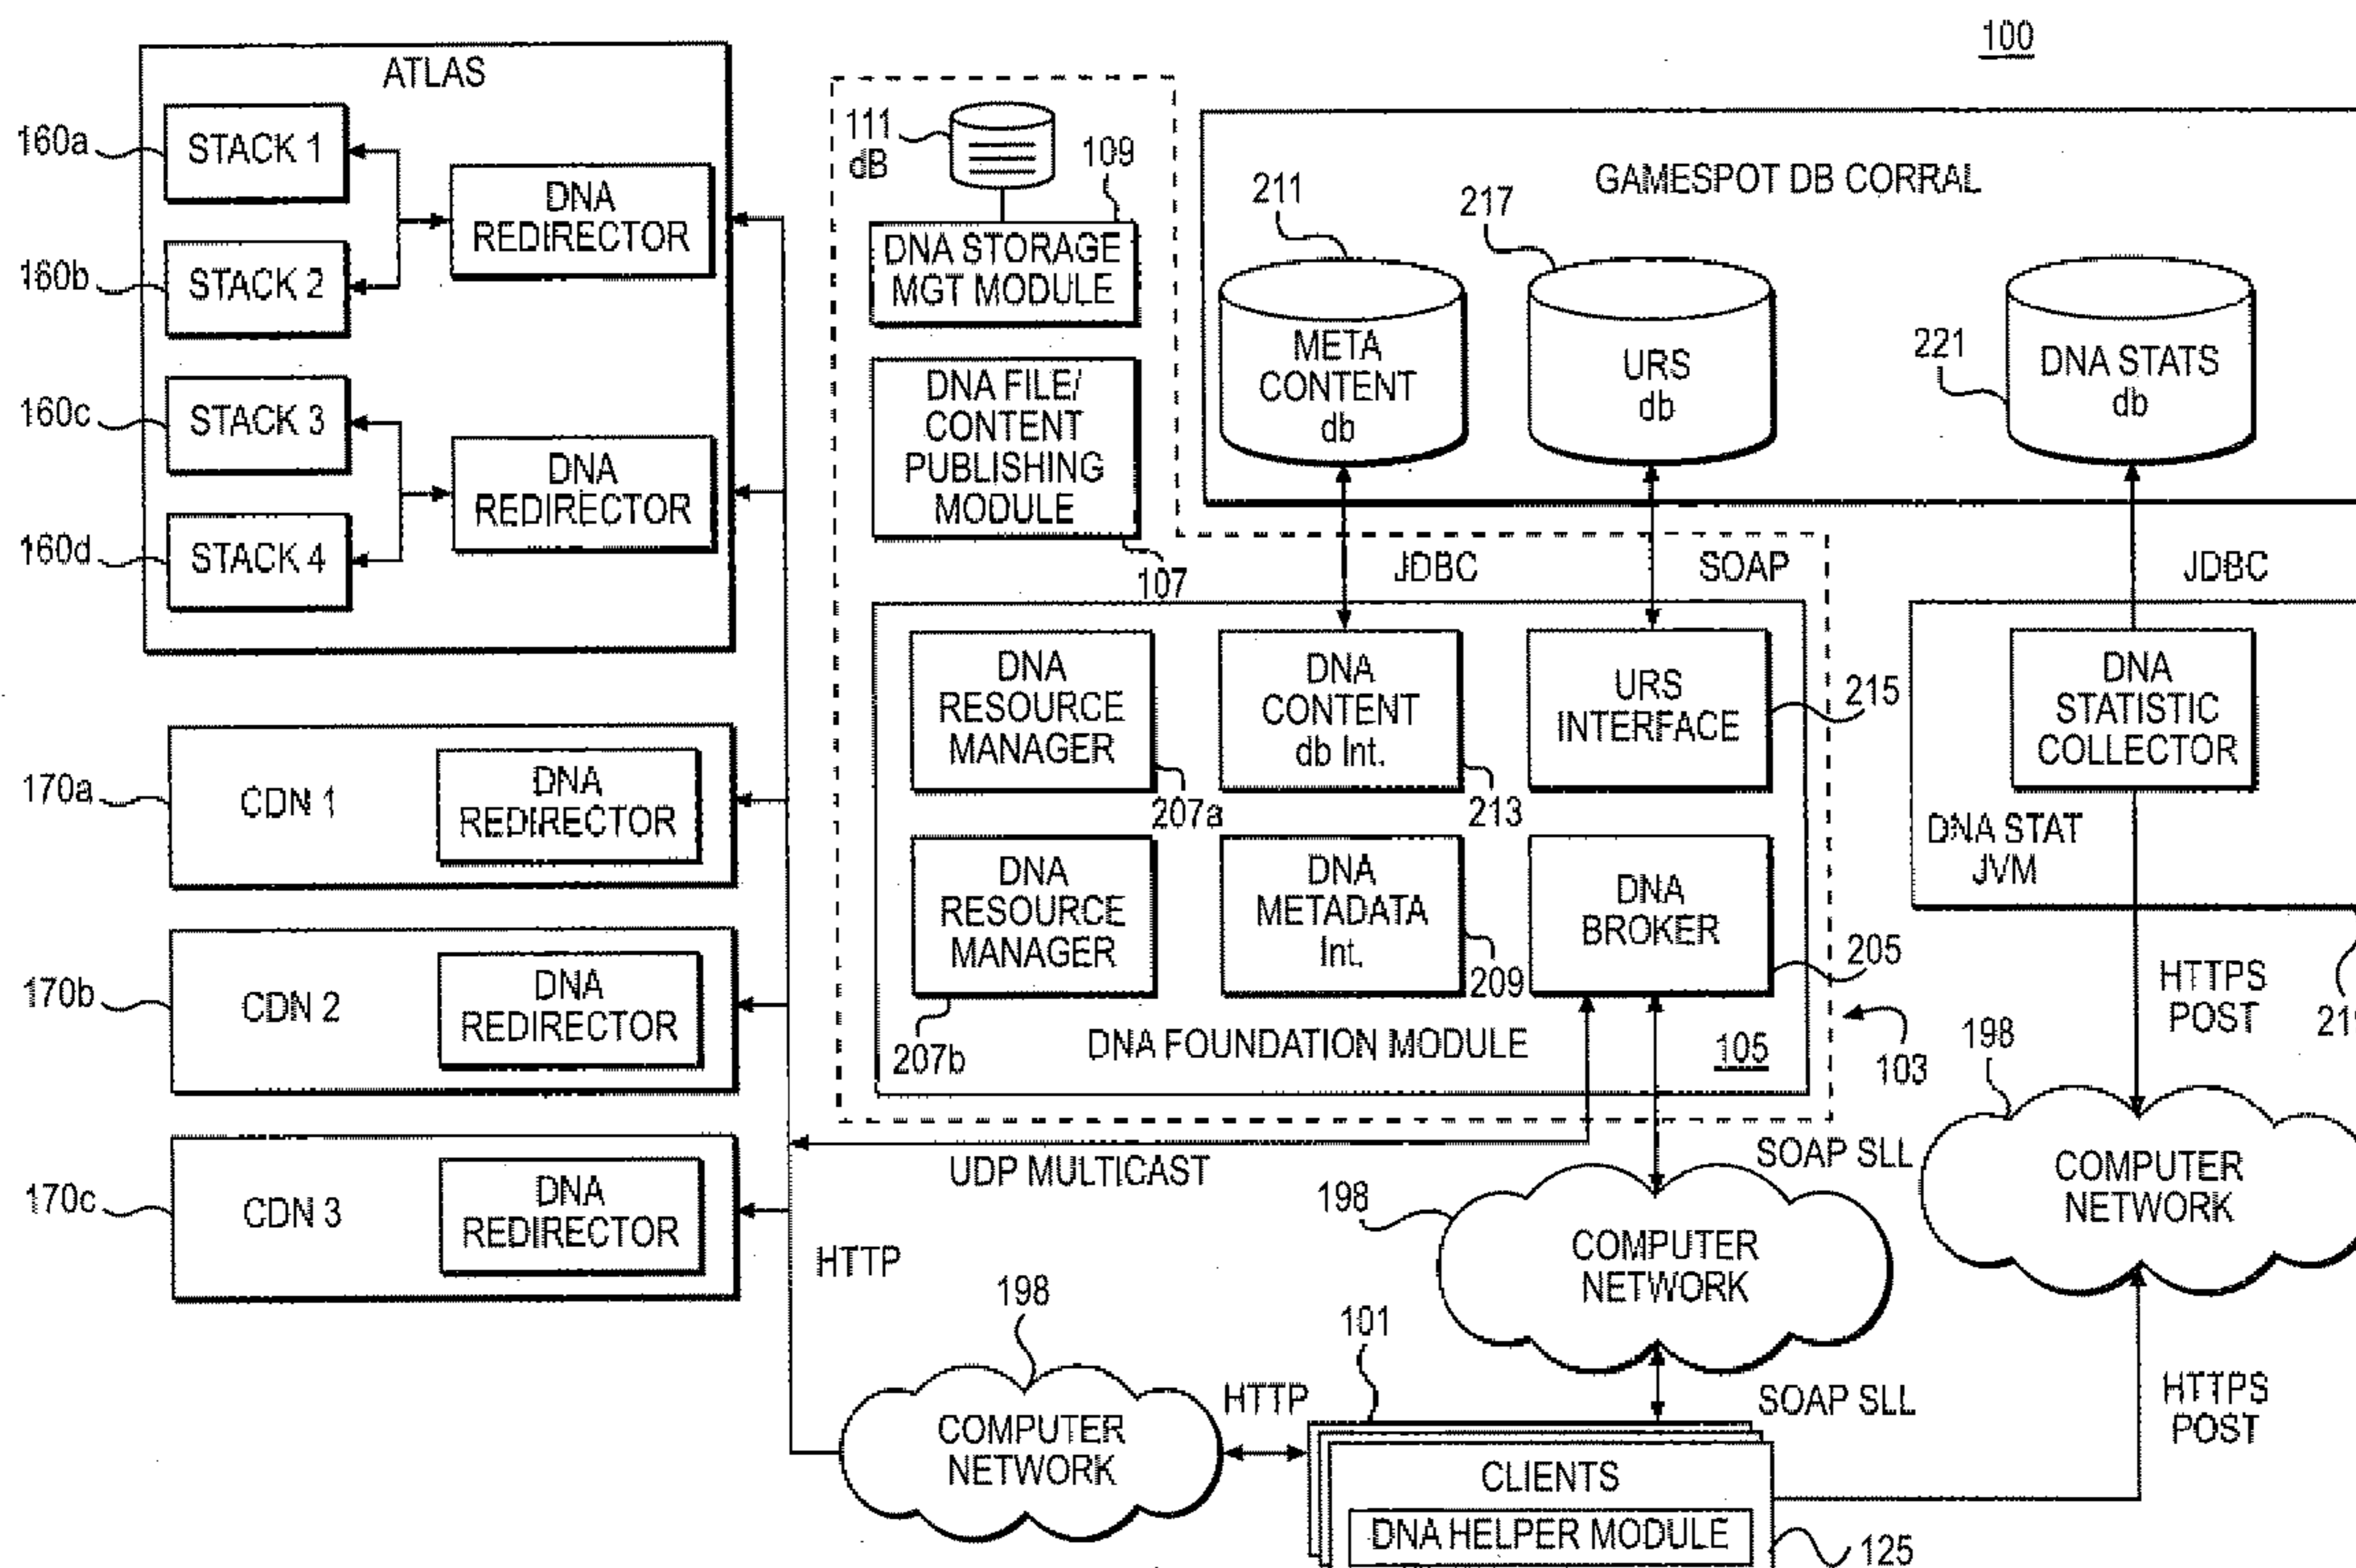 100
ATLAS
160a
STACK 1
160b
STACK 2
DNA
REDIRECTOR
160c
STACK 3
160d
STACK 4
DNA
REDIRECTOR
170a
CDN 1
DNA
REDIRECTOR
170b
CDN 2
DNA
REDIRECTOR
170c
CDN 3
DNA
REDIRECTOR
111
dB
109
DNA STORAGE
MGT MODULE
DNA FILE/
CONTENT
PUBLISHING
MODULE
107
GAMESPOT DB CORRAL
211
META
CONTENT
db
217
URS
db
221
DNA STATS
db
JDBC
SOAP
JDBC
DNA
RESOURCE
MANAGER
207a
DNA
CONTENT
db Int.
213
URS
INTERFACE
215
DNA
RESOURCE
MANAGER
207b
DNA
METADATA
Int.
209
DNA
BROKER
205
DNA FOUNDATION MODULE
105
103
DNA
STATISTIC
COLLECTOR
DNA STAT
JVM
HTTPS
POST
198
COMPUTER
NETWORK
UDP MULTICAST
SOAP SLL
198
COMPUTER
NETWORK
HTTP
198
COMPUTER
NETWORK
HTTP
101
SOAP SLL
HTTPS
POST
CLIENTS
DNA HELPER MODULE
125